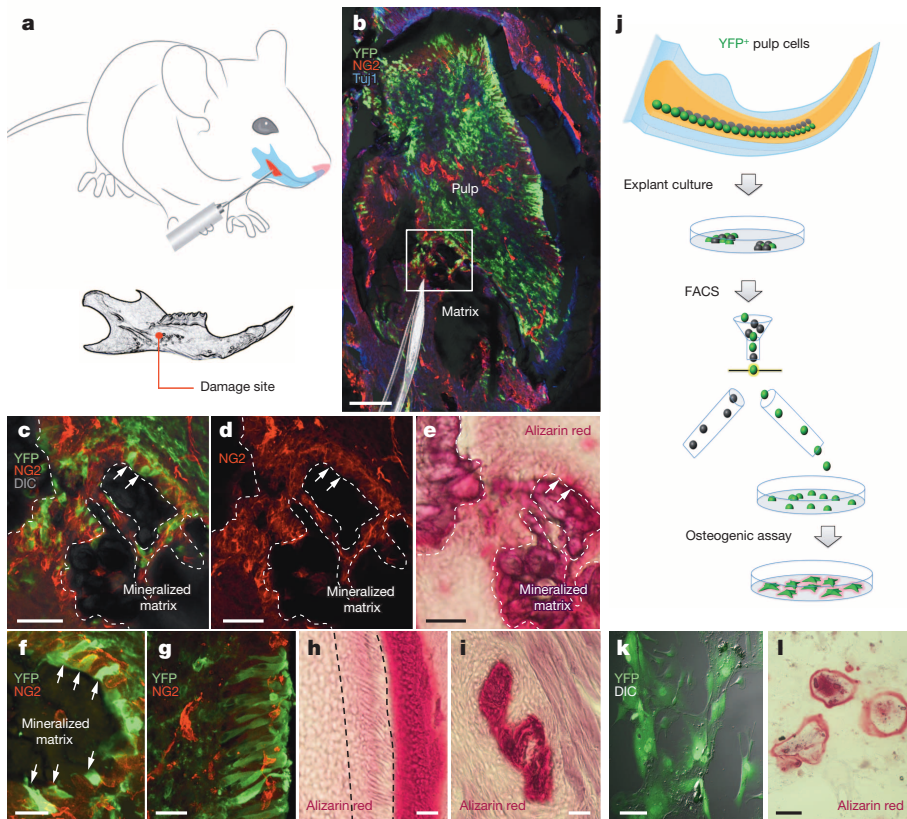 a
Damage site
b
YFP
NG2
Tuj1
Pulp
Matrix
c
YFP
NG2
DIC
Mineralized
matrix
d
NG2
Mineralized
matrix
e
Alizarin red
Mineralized
matrix
f
YFP
NG2
Mineralized
matrix
g
YFP
NG2
h
Alizarin red
i
Alizarin red
j
YFP⁺ pulp cells
Explant culture
FACS
Osteogenic assay
k
YFP
DIC
l
Alizarin red